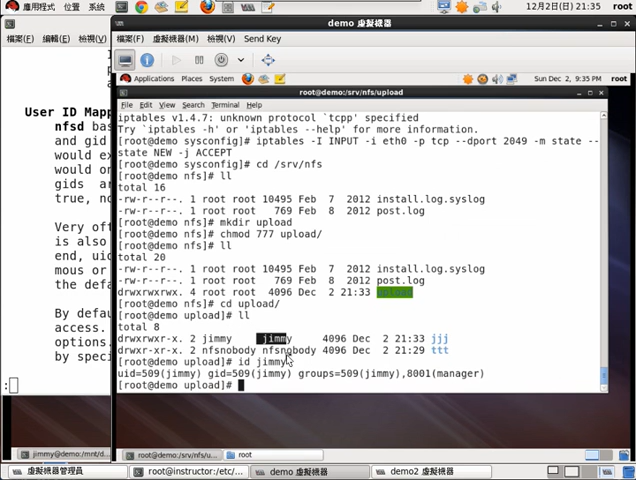 應用程式 位置 系統
12月2日(日) 21:35 root
demo 虛擬機器
檔案(F) 編輯(E) 檢視(V)
檔案(F) 虛擬機器(M) 檢視(V) Send Key
Applications Places System
Sun Dec 2, 9:35 PM root
root@demo:/srv/nfs/upload
File Edit View Search Terminal Help
User ID Mapp
nfsd bas
and gid
would ex
would on
gids a
true, no
Very oft
is also
end, uid
mous or
the defa
By defau
access.
options.
by speci
:
iptables v1.4.7: unknown protocol `tcpp' specified
Try `iptables -h' or 'iptables --help' for more information.
[root@demo sysconfig]# iptables -I INPUT -i eth0 -p tcp --dport 2049 -m state --
state NEW -j ACCEPT
[root@demo sysconfig]# cd /srv/nfs
[root@demo nfs]# ll
total 16
-rw-r--r--. 1 root root 10495 Feb 7 2012 install.log.syslog
-rw-r--r--. 1 root root 769 Feb 8 2012 post.log
[root@demo nfs]# mkdir upload
[root@demo nfs]# chmod 777 upload/
[root@demo nfs]# ll
total 20
-rw-r--r--. 1 root root 10495 Feb 7 2012 install.log.syslog
-rw-r--r--. 1 root root 769 Feb 8 2012 post.log
drwxrwxrwx. 4 root root 4096 Dec 2 21:33 upload
[root@demo nfs]# cd upload/
[root@demo upload]# ll
total 8
drwxrwxr-x. 2 jimmy jimmy 4096 Dec 2 21:33 jjj
drwxr-xr-x. 2 nfsnobody nfsnobody 4096 Dec 2 21:29 ttt
[root@demo upload]# id jimmy
uid=509(jimmy) gid=509(jimmy) groups=509(jimmy),8001(manager)
[root@demo upload]#
jimmy@demo:/mnt/d...
root@demo:/srv/nfs/u...
root
虛擬機器管理員
root@instructor:/etc/...
demo 虛擬機器
demo2 虛擬機器